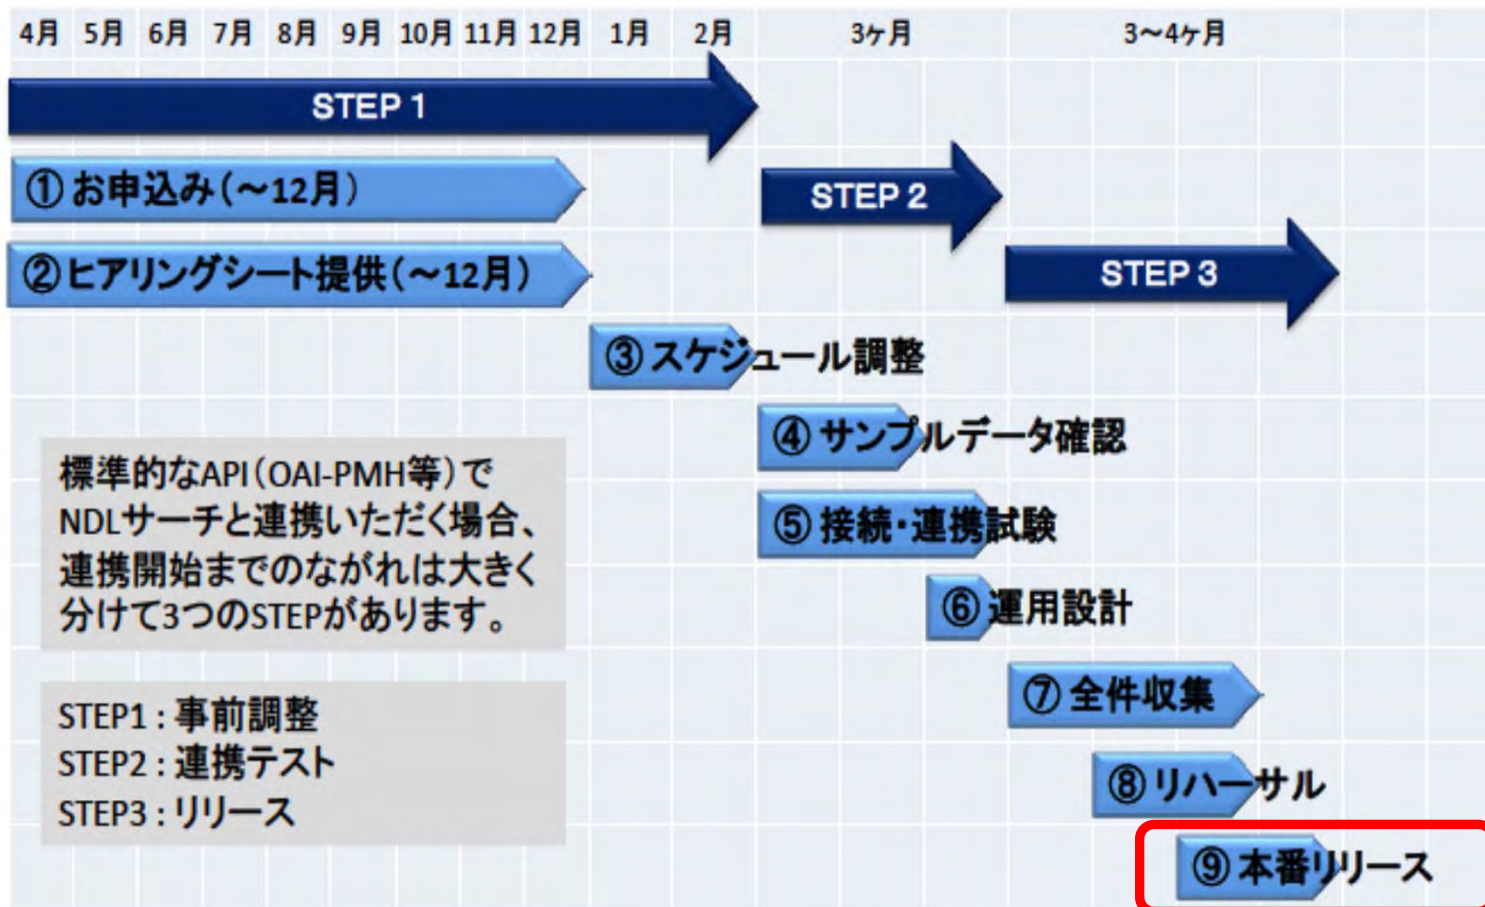 4月 5月 6月 7月 8月 9月 10月 11月 12月 1月 2月 3ヶ月 3～4ヶ月
STEP 1
①お申込み(～12月)
STEP 2
②ヒアリングシート提供(～12月)
STEP 3
③スケジュール調整
④サンプルデータ確認
⑤接続・連携試験
⑥運用設計
⑦全件収集
⑧リハーサル
⑨本番リリース
標準的なAPI(OAI-PMH等)で
NDLサーチと連携いただく場合、
連携開始までのながれは大きく
分けて3つのSTEPがあります。
STEP1：事前調整
STEP2：連携テスト
STEP3：リリース